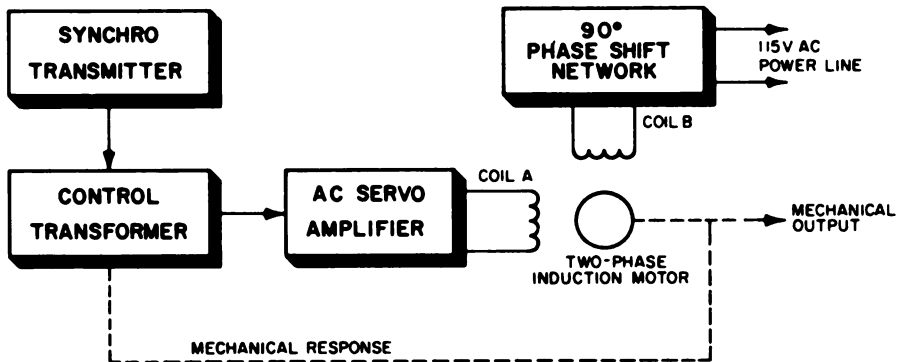 SYNCHRO
TRANSMITTER
90°
PHASE SHIFT
NETWORK
115V AC
POWER LINE
COIL B
CONTROL
TRANSFORMER
AC SERVO
AMPLIFIER
COIL A
TWO-PHASE
INDUCTION MOTOR
MECHANICAL
OUTPUT
MECHANICAL RESPONSE